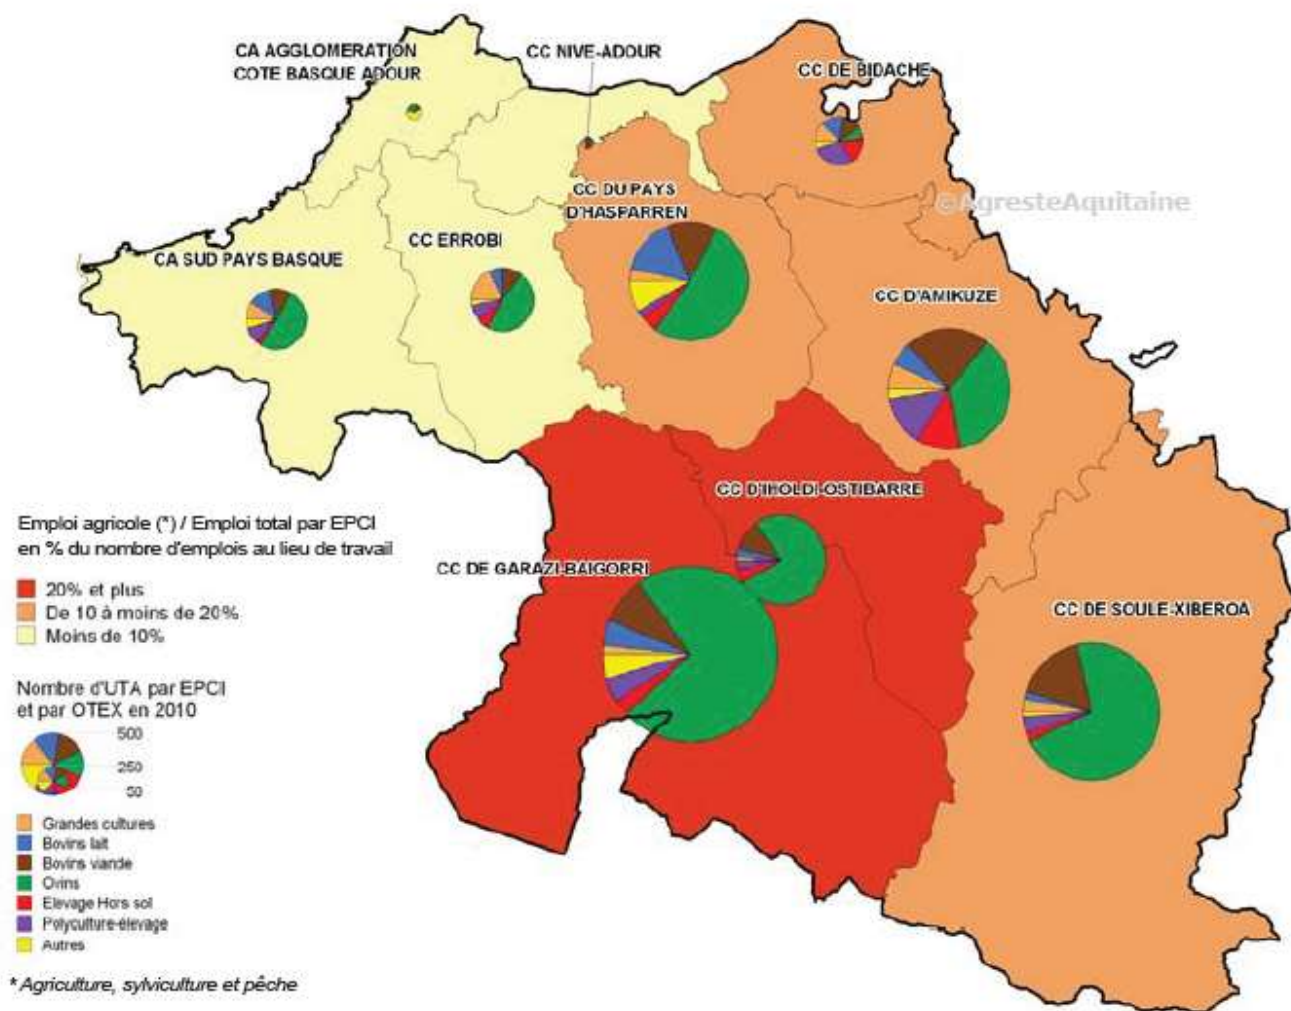 CA AGGLOMERATION
COTE BASQUE ADOUR
CC NIVE-ADOUR
CC DE BIDACHE
CC DU PAYS
D'HASPARREN
©AgresteAquitaine
CC ERROBI
CA SUD PAYS BASQUE
CC D'AMIKUZE
CC D'IHOLDI-OSTIBARRE
CC DE GARAZI-BAIGORRI
CC DE SOULE-XIBEROA
Emploi agricole (*) / Emploi total par EPCI
en % du nombre d'emplois au lieu de travail
20% et plus
De 10 à moins de 20%
Moins de 10%
Nombre d'UTA par EPCI
et par OTEX en 2010
500
250
50
Grandes cultures
Bovins lait
Bovins viande
Ovins
Elevage Hors sol
Polyculture-élevage
Autres
* Agriculture, sylviculture et pêche